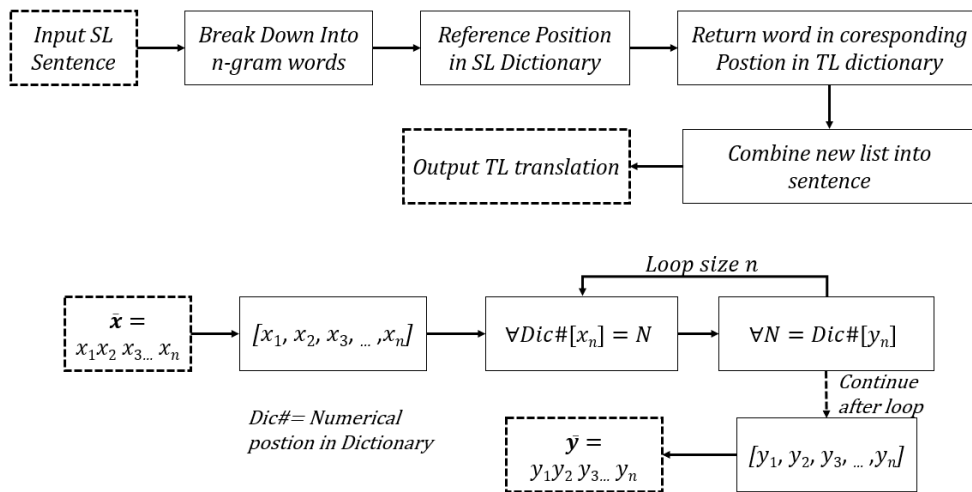 Input SL
Sentence
Break Down Into
n-gram words
Reference Position
in SL Dictionary
Return word in coresponding
Postion in TL dictionary
Combine new list into
sentence
Output TL translation
Loop size n
x̄ =
x₁x₂ x₃... xₙ
[x₁, x₂, x₃, ... ,xₙ]
∀Dic#[xₙ] = N
∀N = Dic#[yₙ]
Continue
after loop
Dic#= Numerical
postion in Dictionary
[y₁, y₂, y₃, ... ,yₙ]
ȳ =
y₁y₂ y₃... yₙ